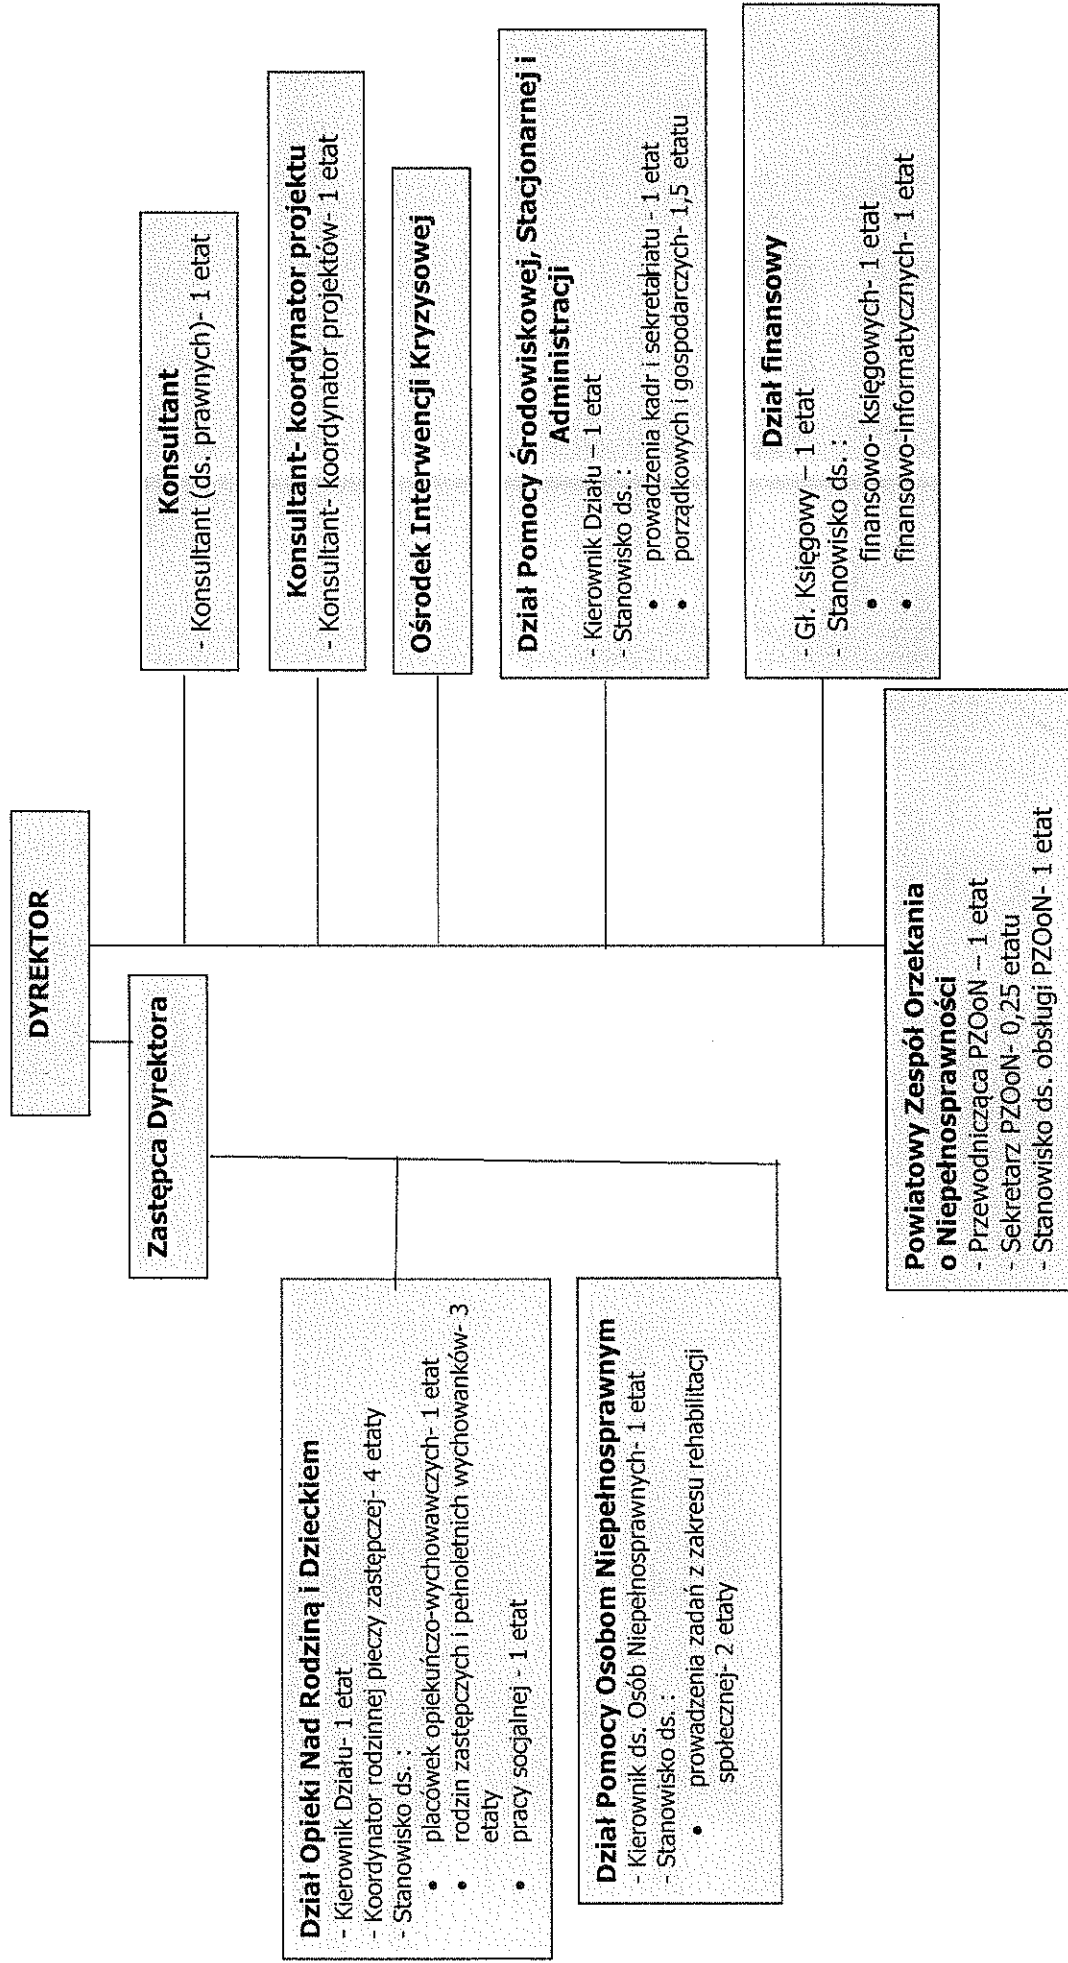 DYREKTOR
Zastępca Dyrektora
Dział Opieki Nad Rodziną i Dzieckiem
- Kierownik Działu- 1 etat
- Koordynator rodzinnej pieczy zastępczej- 4 etaty
- Stanowisko ds. :
• placówek opiekuńczo-wychowawczych- 1 etat
• rodzin zastępczych i pełnoletnich wychowanków- 3
etaty
• pracy socjalnej - 1 etat
Dział Pomocy Osobom Niepełnosprawnym
- Kierownik ds. Osób Niepełnosprawnych- 1 etat
- Stanowisko ds. :
• prowadzenia zadań z zakresu rehabilitacji
społecznej- 2 etaty
Konsultant
- Konsultant (ds. prawnych)- 1 etat
Konsultant- koordynator projektu
- Konsultant- koordynator projektów- 1 etat
Ośrodek Interwencji Kryzysowej
Dział Pomocy Środowiskowej, Stacjonarnej i
Administracji
- Kierownik Działu – 1 etat
- Stanowisko ds. :
• prowadzenia kadr i sekretariatu - 1 etat
• porządkowych i gospodarczych- 1,5 etatu
Dział finansowy
- Gł. Księgowy – 1 etat
- Stanowisko ds. :
• finansowo- księgowych- 1 etat
• finansowo-informatycznych- 1 etat
Powiatowy Zespół Orzekania
o Niepełnosprawności
- Przewodnicząca PZOoN – 1 etat
- Sekretarz PZOoN- 0,25 etatu
- Stanowisko ds. obsługi PZOoN- 1 etat